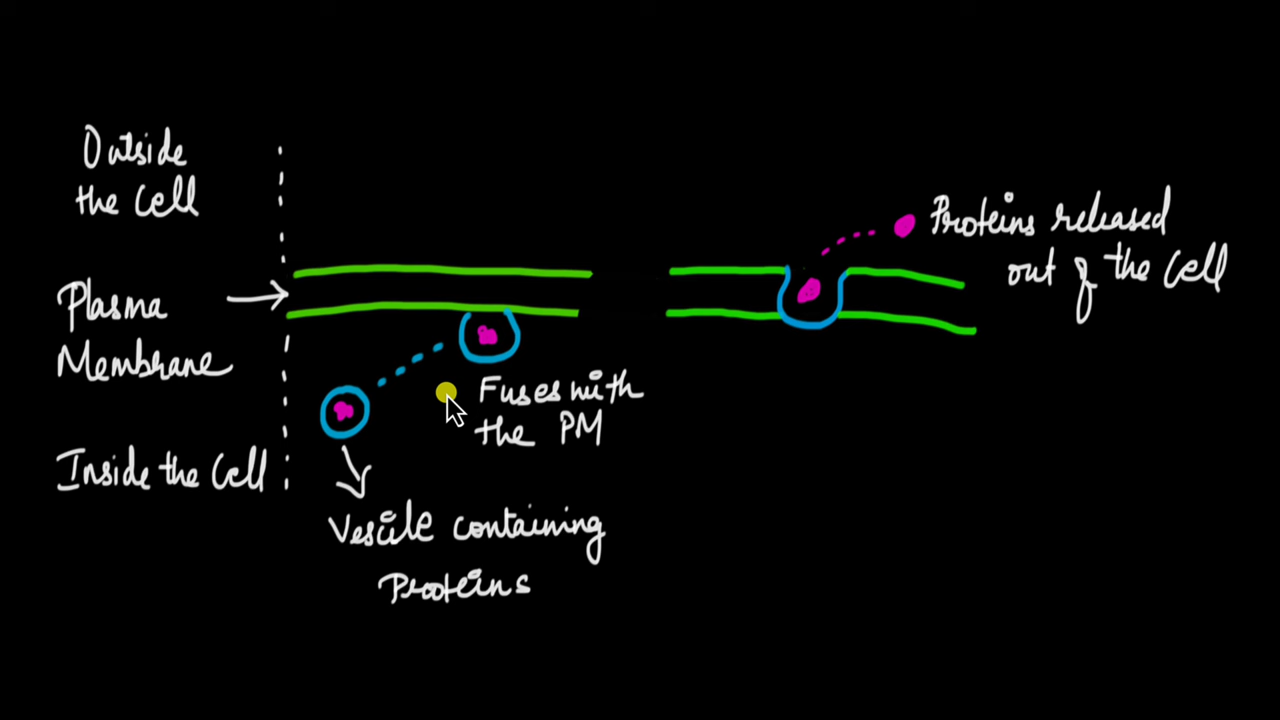 Outside
the Cell
Plasma
Membrane
Inside the Cell
Fuses with
the PM
Vesicle containing
Proteins
Proteins released
out of the Cell